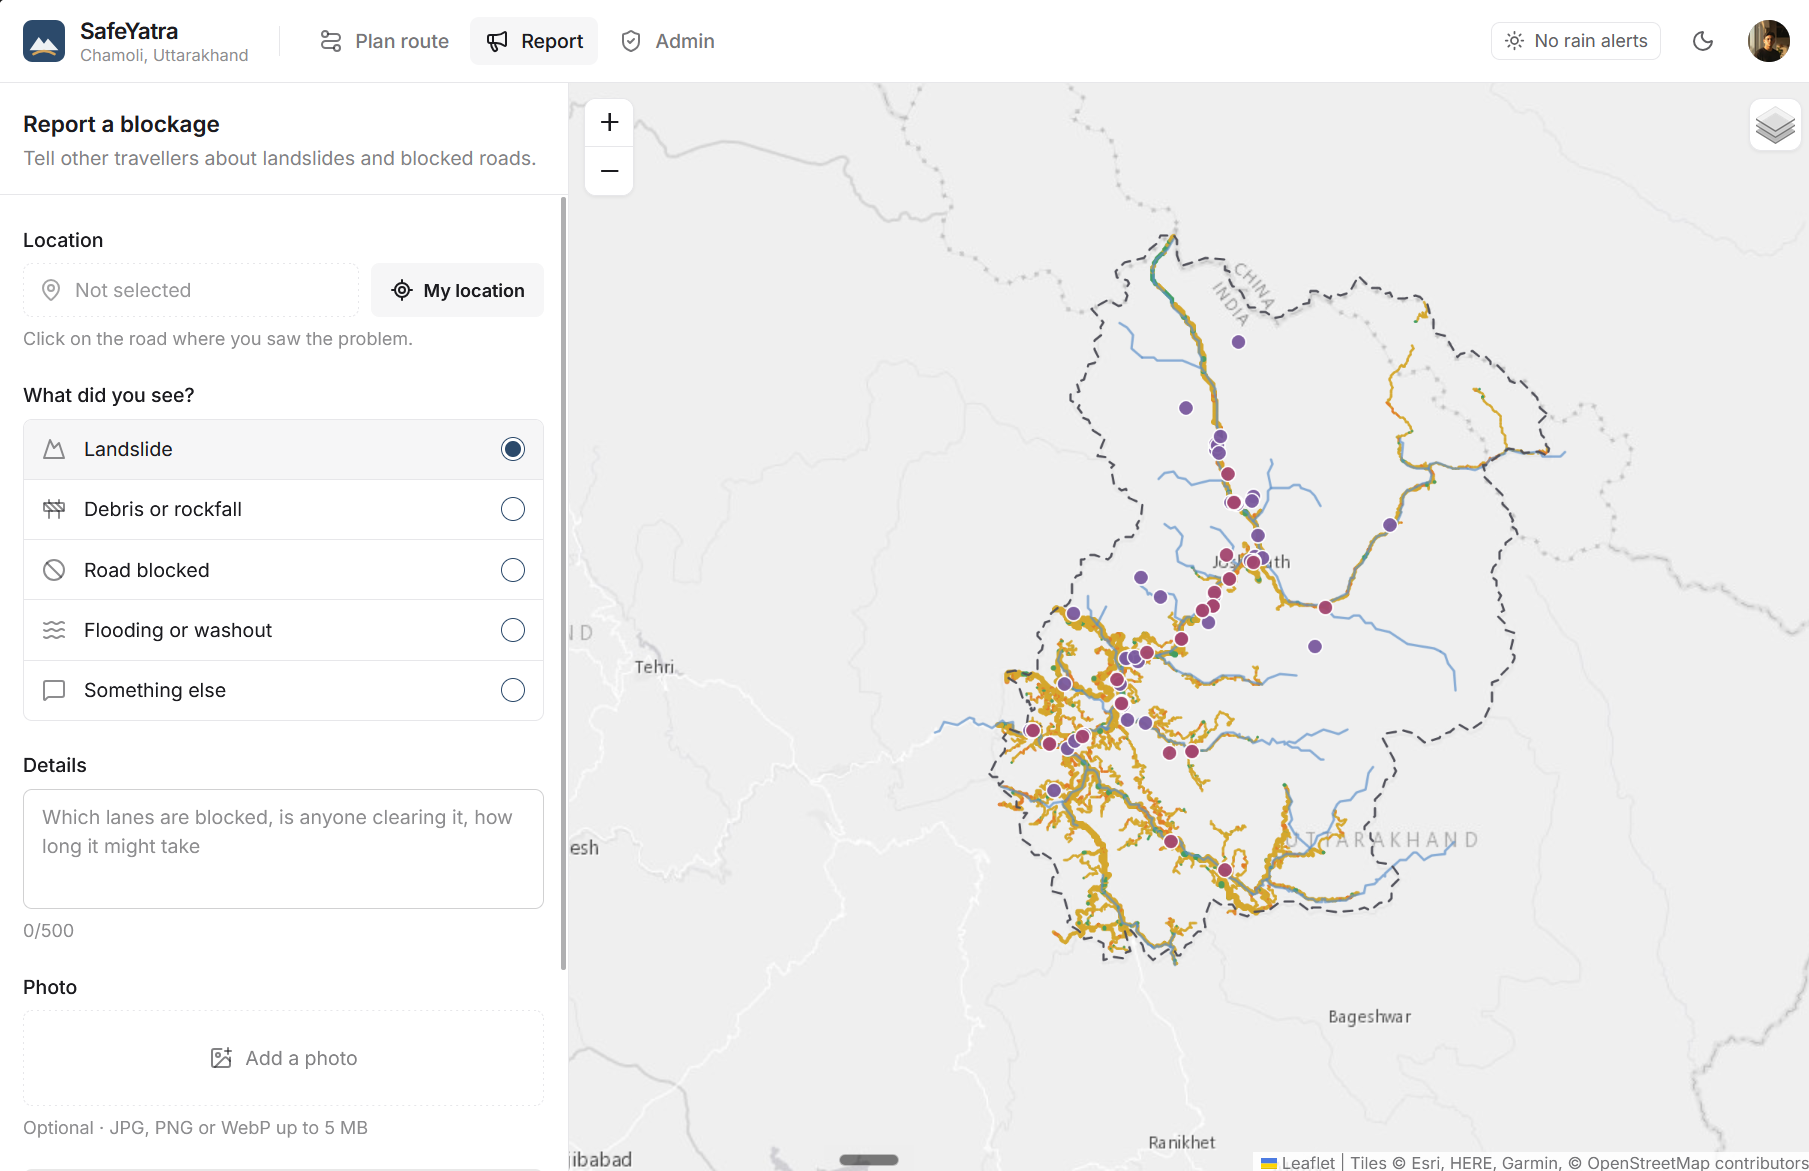 SafeYatra
Chamoli, Uttarakhand
Plan route
Report
Admin
No rain alerts
Report a blockage
Tell other travellers about landslides and blocked roads.
Location
Not selected
My location
Click on the road where you saw the problem.
What did you see?
Landslide
Debris or rockfall
Road blocked
Flooding or washout
Something else
Details
Which lanes are blocked, is anyone clearing it, how
long it might take
0/500
Photo
Add a photo
Optional · JPG, PNG or WebP up to 5 MB
+
−
CHINA
INDIA
Tehri
UTTARAKHAND
esh
Bageshwar
Ranikhet
jibabad
Leaflet | Tiles © Esri, HERE, Garmin, © OpenStreetMap contributors